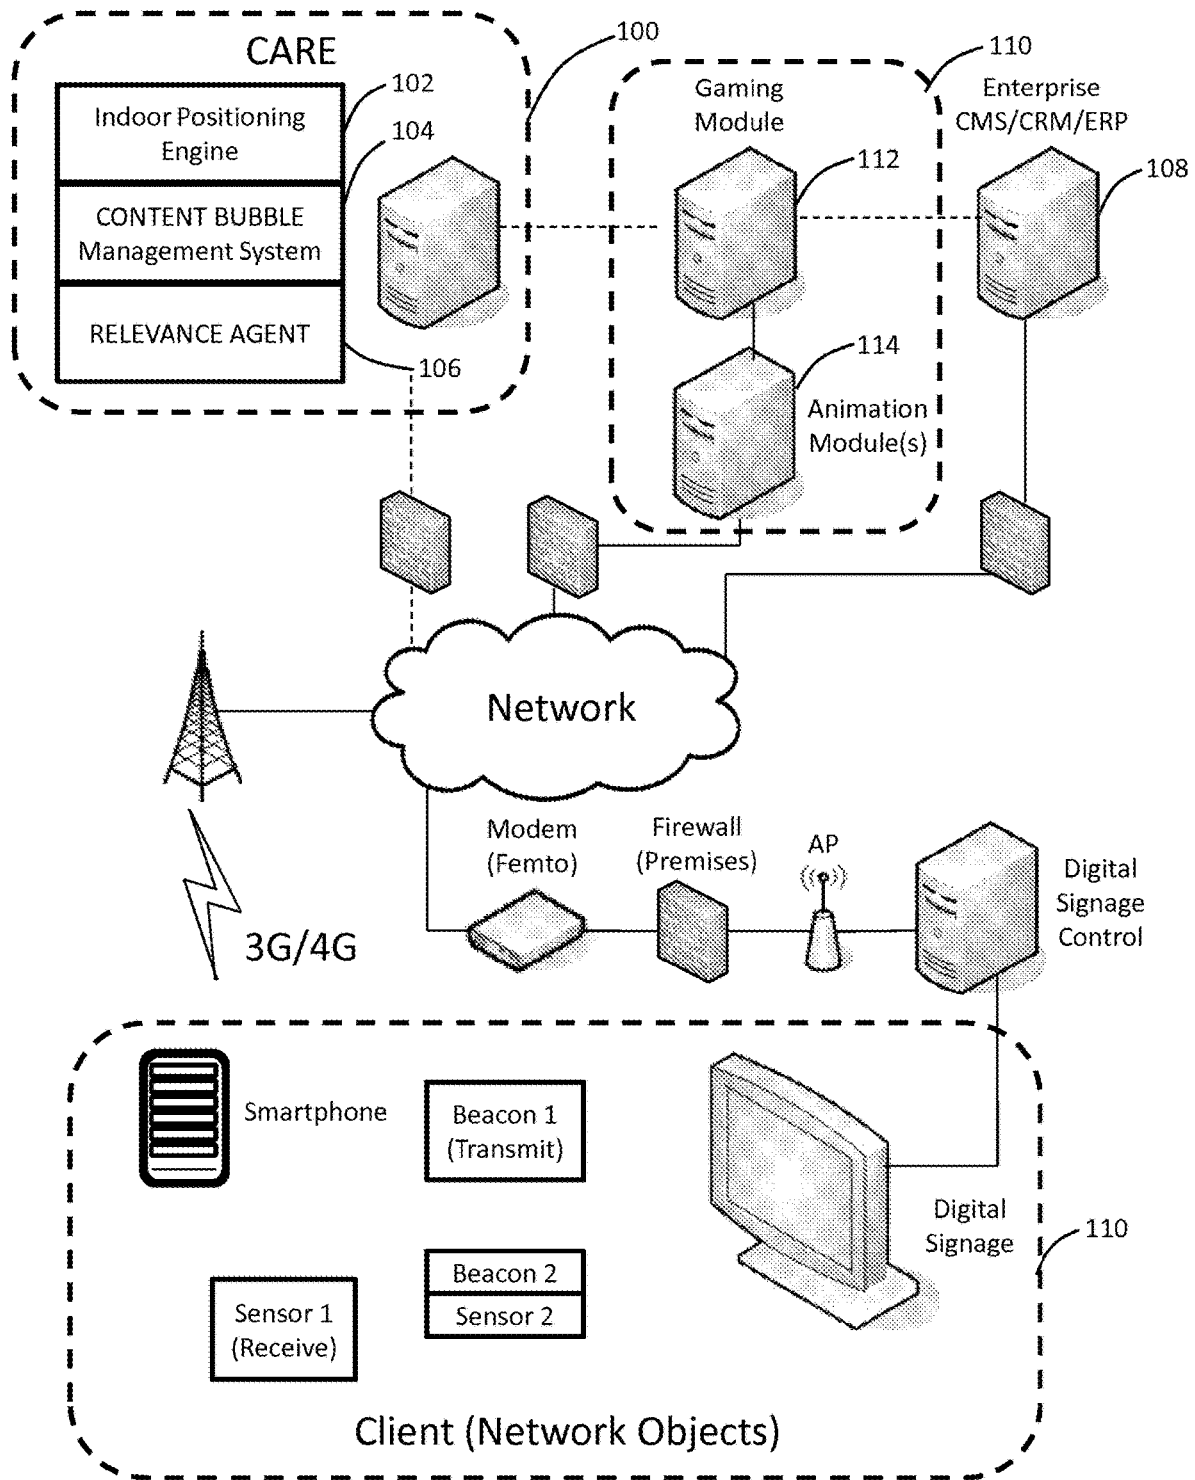 CARE
100
110
102
Indoor Positioning
Engine
104
CONTENT BUBBLE
Management System
RELEVANCE AGENT
106
Gaming
Module
112
Enterprise
CMS/CRM/ERP
108
114
Animation
Module(s)
Network
3G/4G
Modem
(Femto)
Firewall
(Premises)
AP
Digital
Signage
Control
Smartphone
Beacon 1
(Transmit)
Beacon 2
Sensor 2
Sensor 1
(Receive)
Digital
Signage
110
Client (Network Objects)